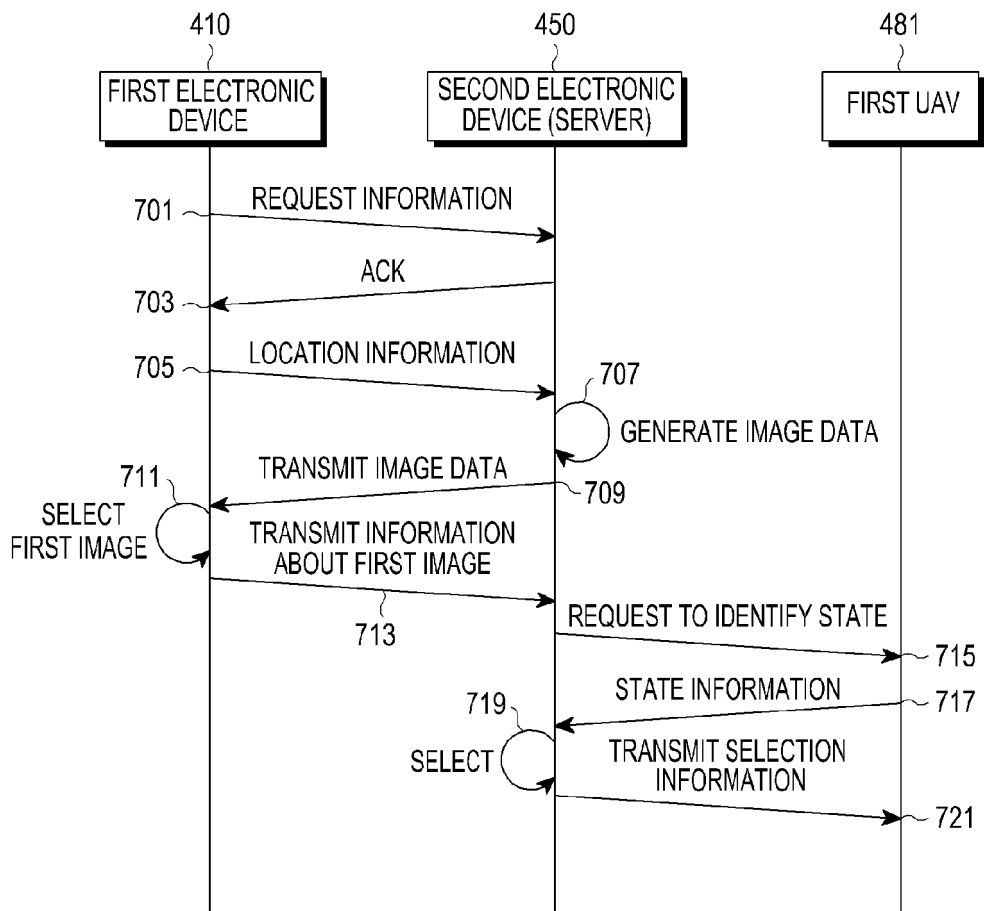 410
450
481
FIRST ELECTRONIC
DEVICE
SECOND ELECTRONIC
DEVICE (SERVER)
FIRST UAV
701
REQUEST INFORMATION
ACK
703
LOCATION INFORMATION
705
707
GENERATE IMAGE DATA
TRANSMIT IMAGE DATA
709
711
SELECT
FIRST IMAGE
TRANSMIT INFORMATION
ABOUT FIRST IMAGE
713
REQUEST TO IDENTIFY STATE
715
STATE INFORMATION
717
719
SELECT
TRANSMIT SELECTION
INFORMATION
721